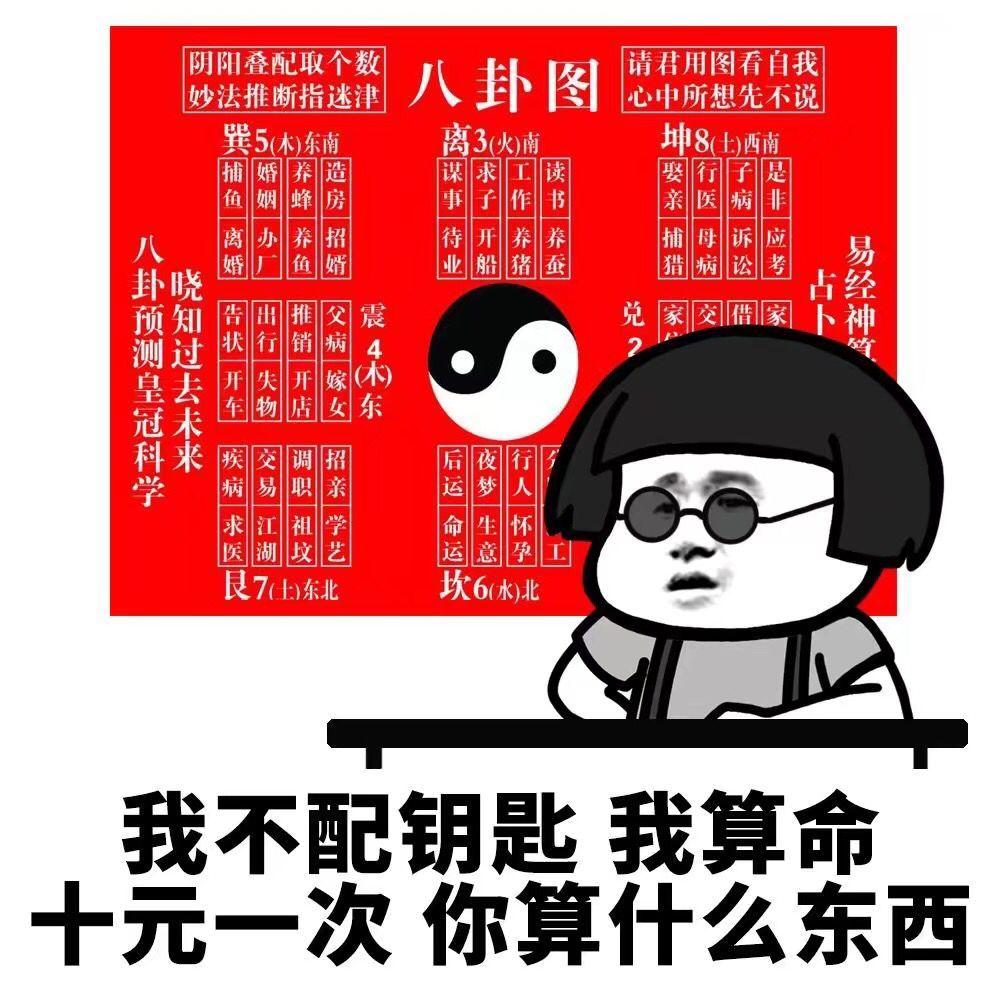 阴阳叠配取个数
妙法推断指迷津
八卦图
请君用图看自我
心中所想先不说
巽5(木)东南
捕鱼 婚姻 养蜂 造房
离婚 办厂 养鱼 招婿
离3(火)南
谋事 求子 工作 读书
待业 开船 养猪 养蚕
坤8(土)西南
娶亲 行医 子病 是非
捕猎 母病 诉讼 应考
八卦预测皇冠科学
晓知过去未来
告状 出行 推销 父病
开车 失物 开店 嫁女
震4(木)东
兑2
家 交 借 家
易经神算
占卜
疾病 交易 调职 招亲
求医 江湖 祖坟 学艺
艮7(土)东北
后运 夜梦 行人
命运 生意 怀孕 工
坎6(水)北
我不配钥匙 我算命
十元一次 你算什么东西